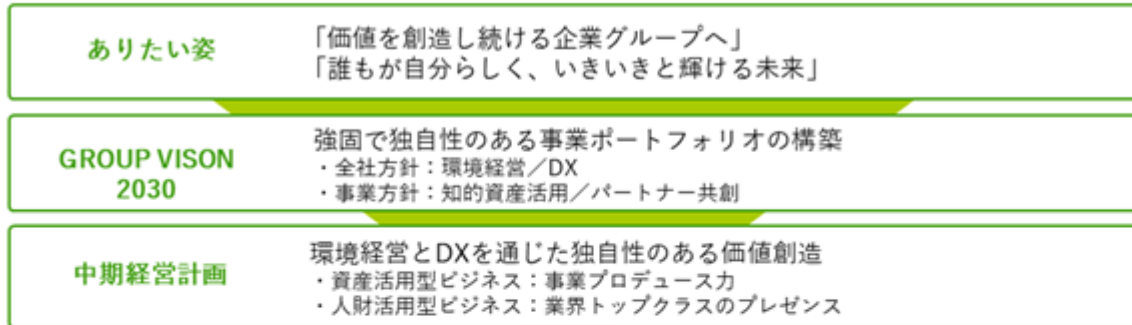 ありたい姿
「価値を創造し続ける企業グループへ」
「誰もが自分らしく、いきいきと輝ける未来」
GROUP VISON
2030
強固で独自性のある事業ポートフォリオの構築
・全社方針：環境経営／DX
・事業方針：知的資産活用／パートナー共創
中期経営計画
環境経営とDXを通じた独自性のある価値創造
・資産活用型ビジネス：事業プロデュース力
・人財活用型ビジネス：業界トップクラスのプレゼンス